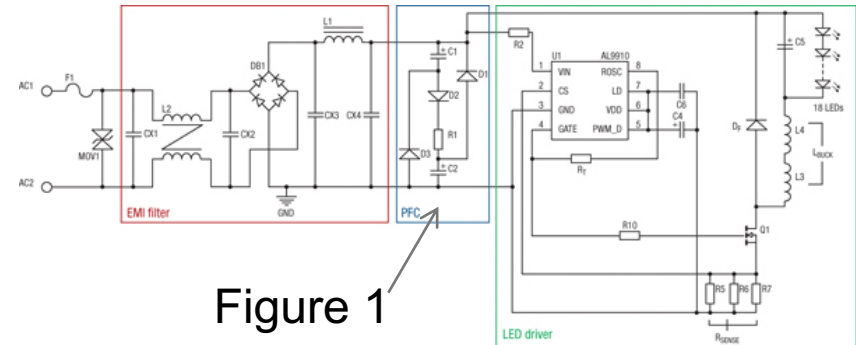 L1
DB1
F1
AC1
L2
MOV1
CX1
CX2
CX3
CX4
AC2
GND
EMI filter
C1
D1
D2
R1
D3
C2
PFC
R2
U1 AL9910
1 VIN ROSC 8
2 CS LD 7
3 GND VDD 6
4 GATE PWM_D 5
C6
C4
RT
R10
C5
18 LEDs
DF
L4
LBUCK
L3
Q1
R5 R6 R7
RSENSE
LED driver
Figure 1